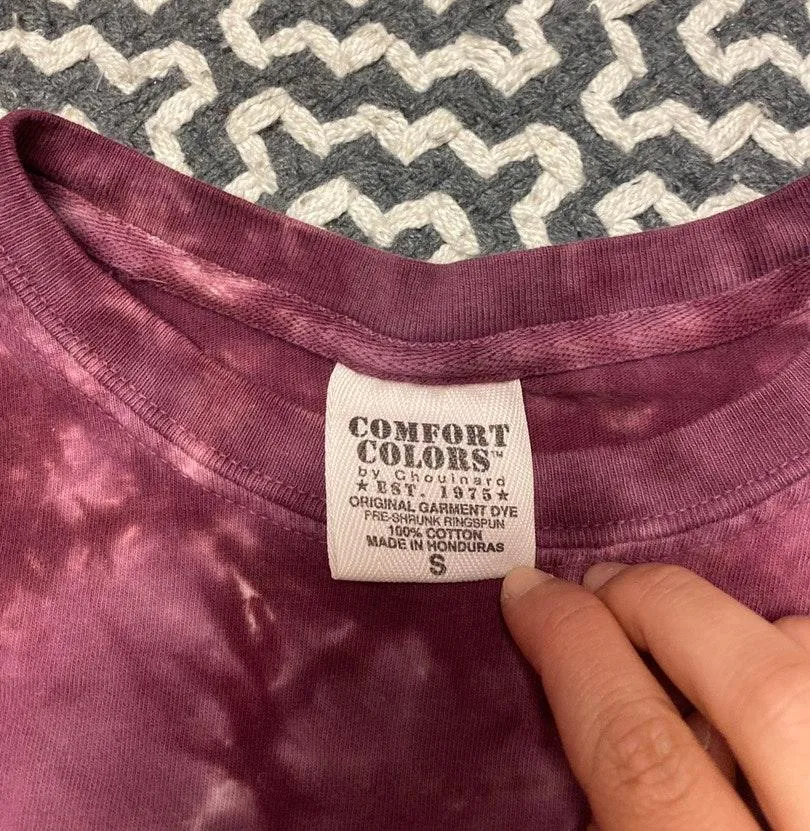 COMFORT
COLORS™
by Chouinard
★ EST. 1975 ★
ORIGINAL GARMENT DYE
PRE-SHRUNK RINGSPUN
100% COTTON
MADE IN HONDURAS
S